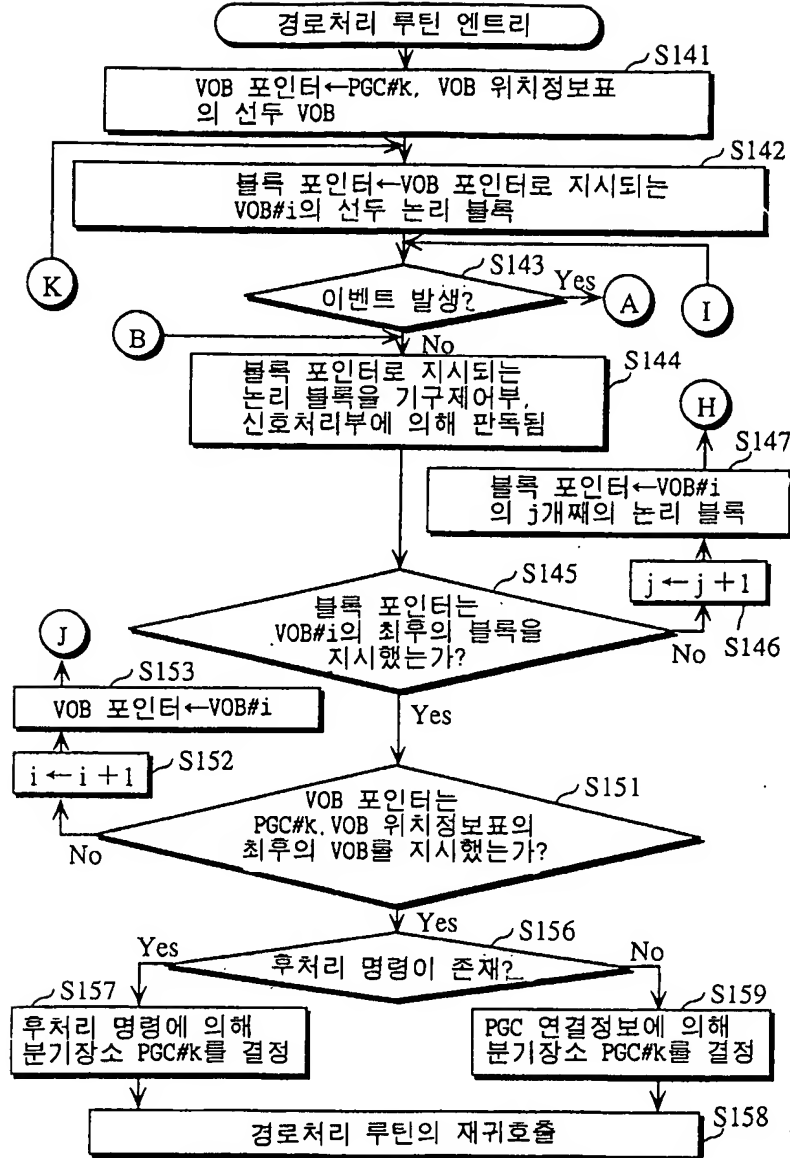 경로처리 루틴 엔트리
S141
VOB 포인터←PGC#k, VOB 위치정보표
의 선두 VOB
S142
블록 포인터←VOB 포인터로 지시되는
VOB#i의 선두 논리 블록
K
S143
이벤트 발생?
Yes
A
I
B
No
S144
블록 포인터로 지시되는
논리 블록을 기구제어부,
신호처리부에 의해 판독됨
H
S147
블록 포인터←VOB#i
의 j개째의 논리 블록
j←j+1
S146
S145
블록 포인터는
VOB#i의 최후의 블록을
지시했는가?
No
Yes
J
S153
VOB 포인터←VOB#i
i←i+1
S152
S151
VOB 포인터는
PGC#k.VOB 위치정보표의
최후의 VOB를 지시했는가?
No
Yes
S156
후처리 명령이 존재?
Yes
No
S157
후처리 명령에 의해
분기장소 PGC#k를 결정
S159
PGC 연결정보에 의해
분기장소 PGC#k를 결정
S158
경로처리 루틴의 재귀호출